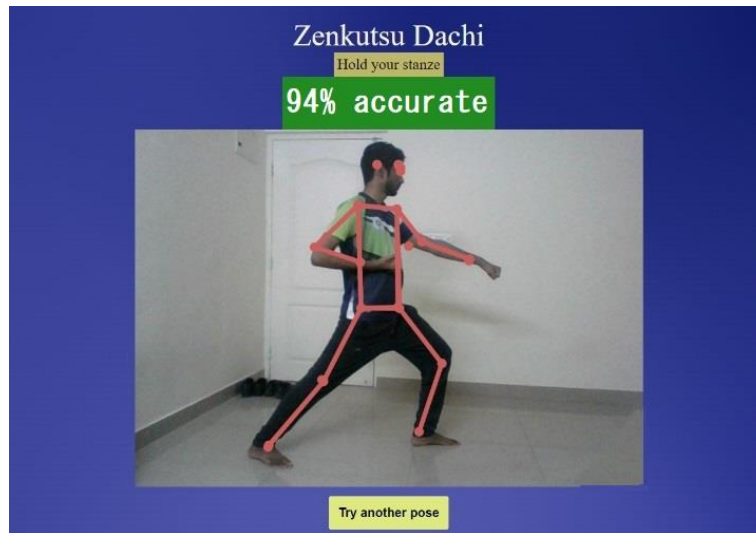 Zenkutsu Dachi
Hold your stanze
94% accurate
Try another pose